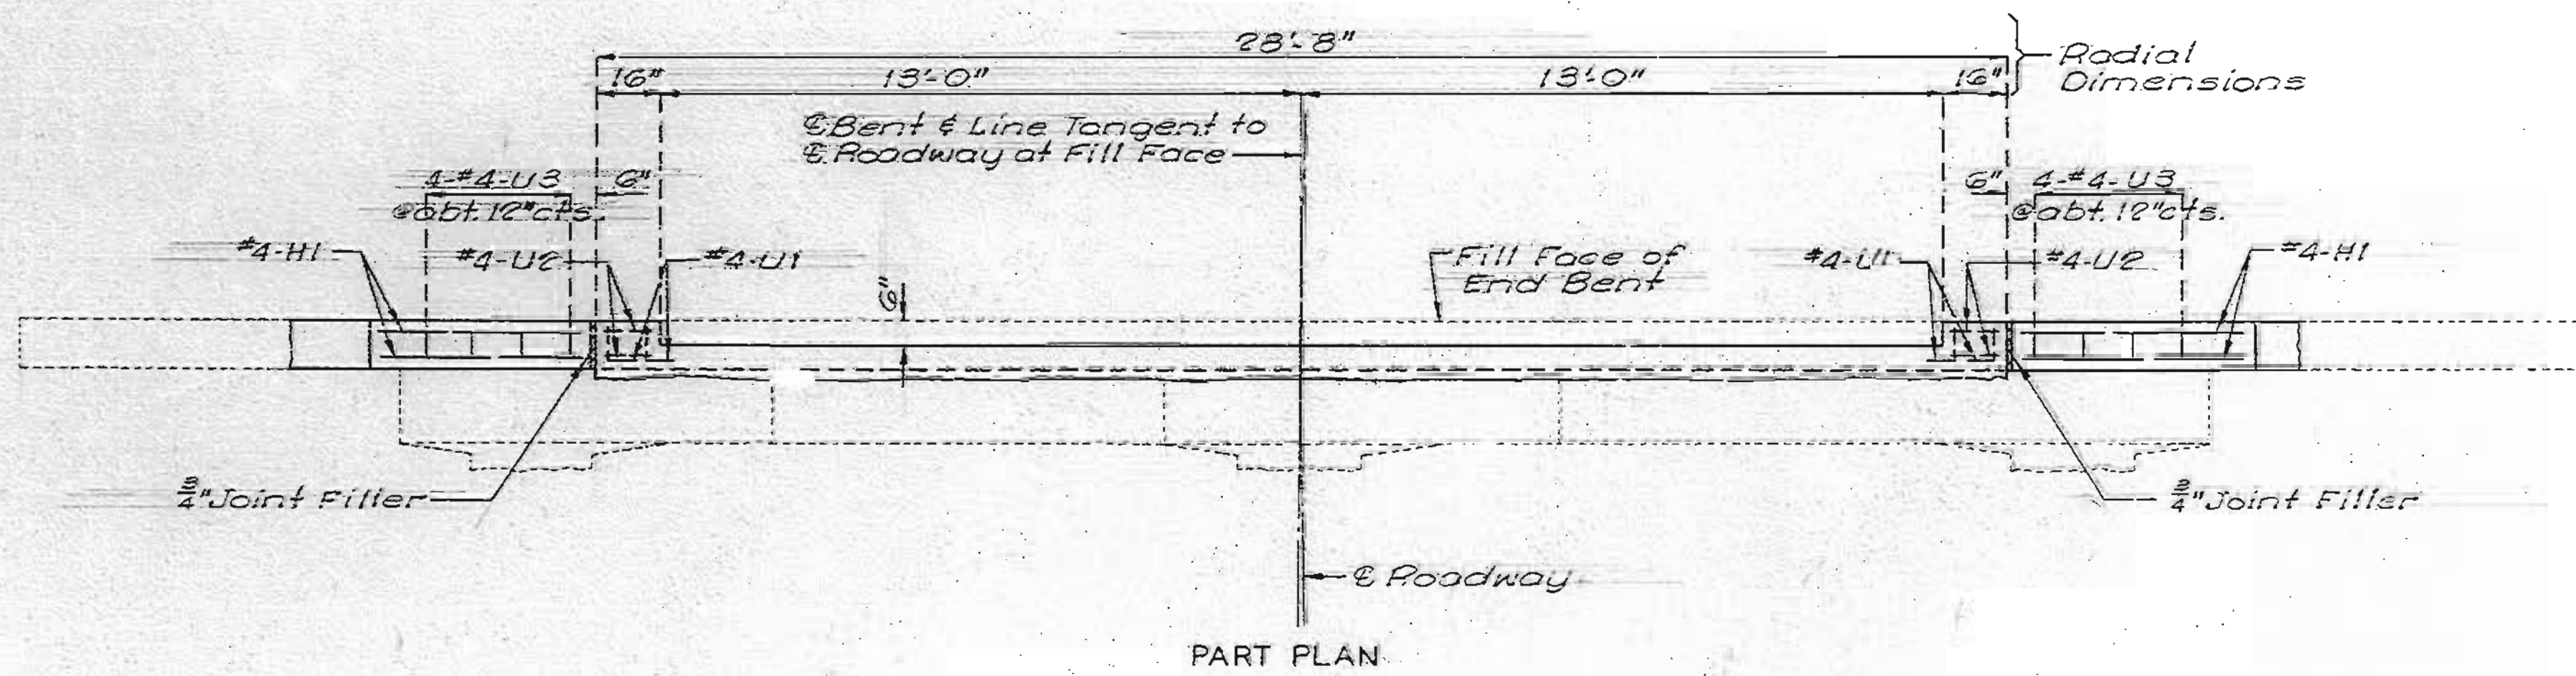 28'-8"
16"
13'-0"
13'-0"
16"
Radial
Dimensions
℄ Bent & Line Tangent to
℄ Roadway at Fill Face
4-#4-U3
6"
@abt. 12"cts.
6"
4-#4-U3
@abt. 12"cts.
#4-H1
#4-U2
#4-U1
6"
Fill Face of
End Bent
#4-U1
#4-U2
#4-H1
3/4" Joint Filler
3/4" Joint Filler
℄ Roadway
PART PLAN